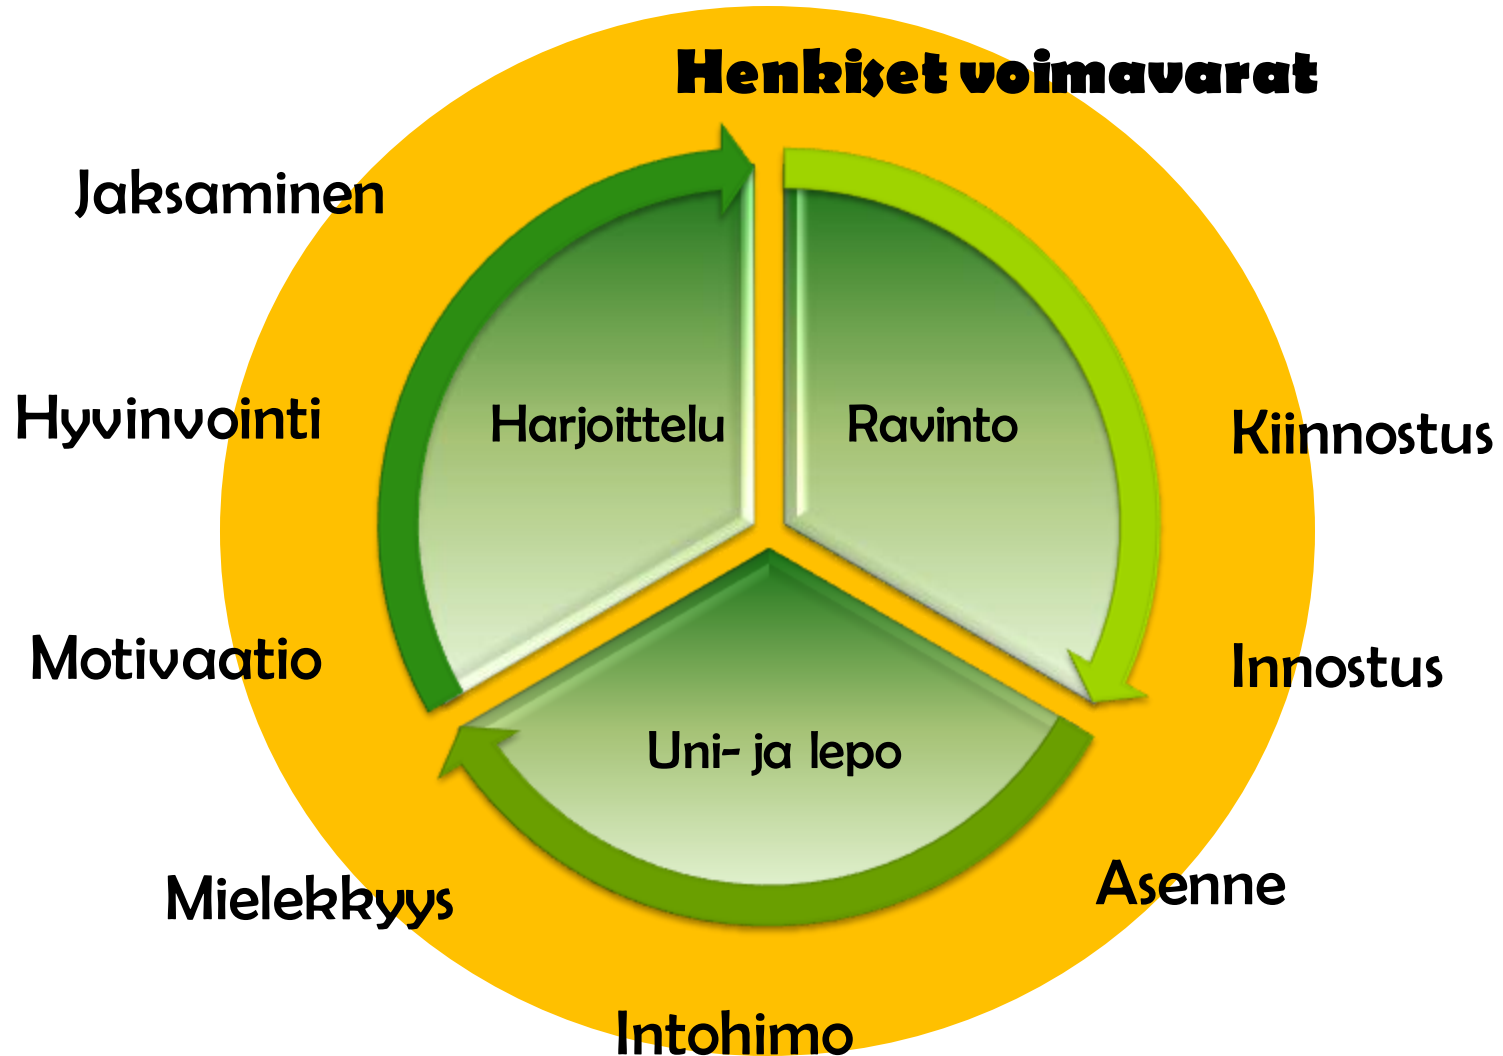 Henkiset voimavarat
Jaksaminen
Hyvinvointi
Harjoittelu
Ravinto
Kiinnostus
Motivaatio
Innostus
Uni- ja lepo
Mielekkyys
Asenne
Intohimo